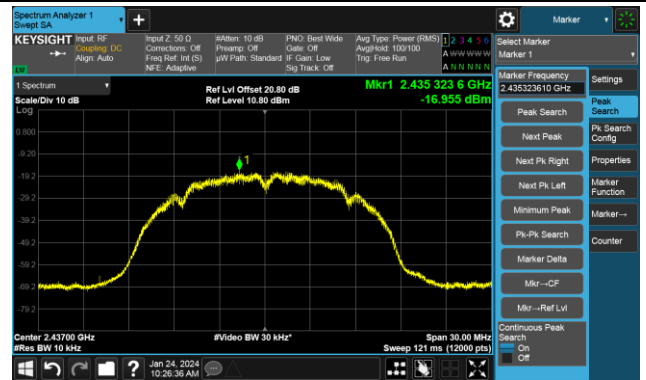 Spectrum Analyzer 1
Swept SA
Marker
KEYSIGHT
Input: RF
Coupling: DC
Align: Auto
Input Z: 50 Ω
Corrections: Off
Freq Ref: Int (S)
NFE: Adaptive
#Atten: 10 dB
Preamp: Off
µW Path: Standard
PNO: Best Wide
Gate: Off
IF Gain: Low
Sig Track: Off
Avg Type: Power (RMS)
Avg|Hold: 100/100
Trig: Free Run
1 2 3 4 5 6
A W W W W W
A N N N N N
Select Marker
Marker 1
1 Spectrum
Scale/Div 10 dB
Log
Ref Lvl Offset 20.80 dB
Ref Level 10.80 dBm
Mkr1 2.435 323 6 GHz
-16.955 dBm
0.800
-9.20
-19.2
-29.2
-39.2
-49.2
-59.2
-69.2
-79.2
1
Center 2.43700 GHz
#Res BW 10 kHz
#Video BW 30 kHz*
Span 30.00 MHz
Sweep 121 ms (12000 pts)
Marker Frequency
2.435323610 GHz
Peak Search
Next Peak
Next Pk Right
Next Pk Left
Minimum Peak
Pk-Pk Search
Marker Delta
Mkr→CF
Mkr→Ref Lvl
Continuous Peak
Search
On
Off
Settings
Peak
Search
Pk Search
Config
Properties
Marker
Function
Marker→
Counter
Jan 24, 2024
10:26:36 AM